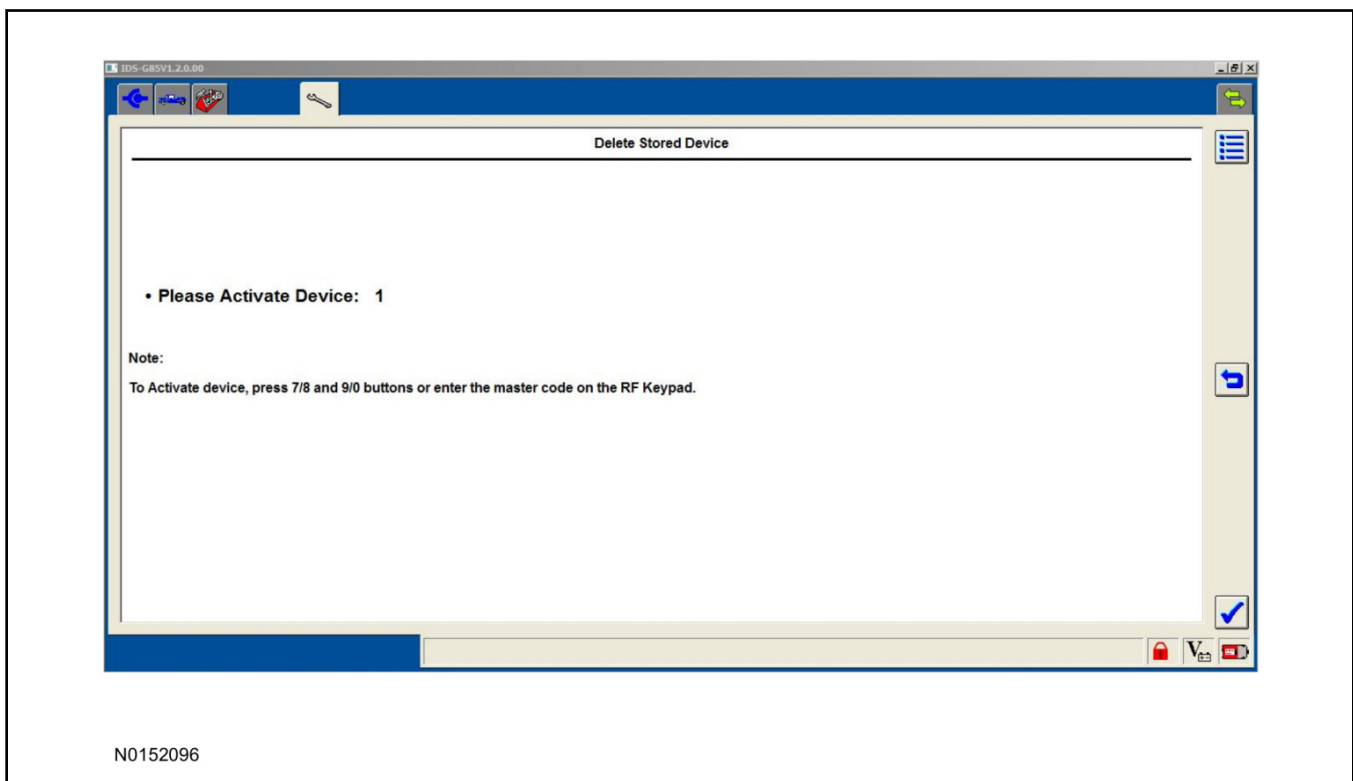 IDS-G85V1.2.0.00
Delete Stored Device
• Please Activate Device: 1
Note:
To Activate device, press 7/8 and 9/0 buttons or enter the master code on the RF Keypad.
V
N0152096